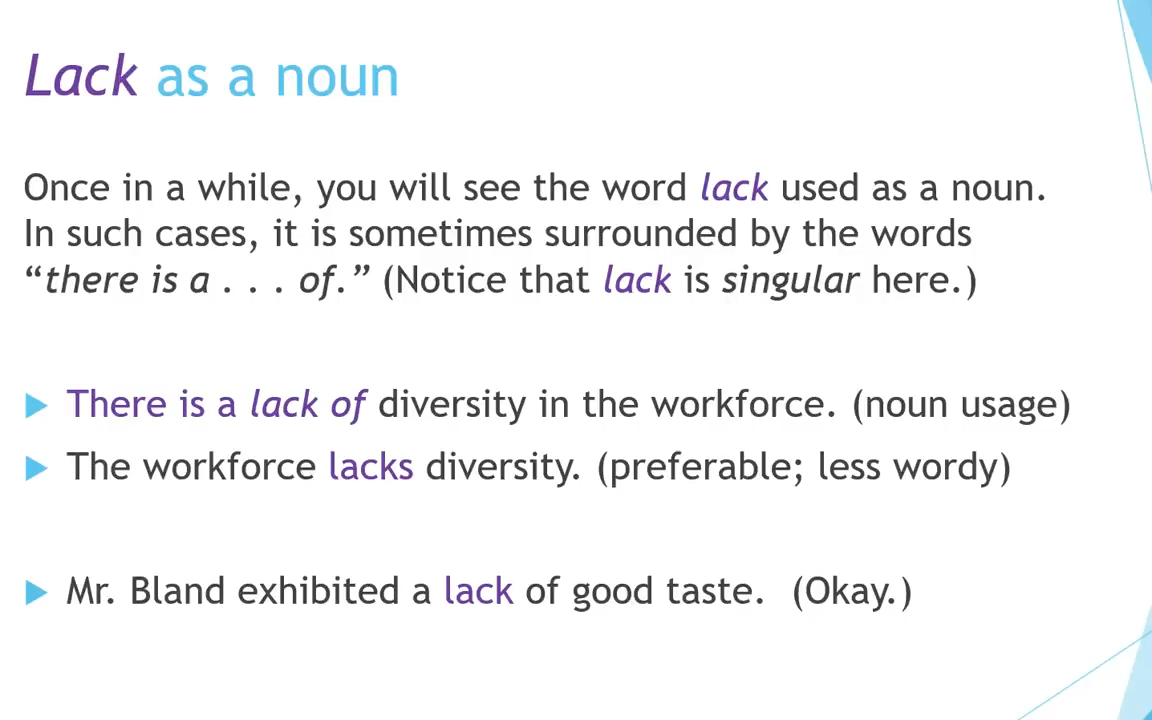 Lack as a noun
Once in a while, you will see the word lack used as a noun.
In such cases, it is sometimes surrounded by the words
“there is a . . . of.” (Notice that lack is singular here.)
There is a lack of diversity in the workforce. (noun usage)
The workforce lacks diversity. (preferable; less wordy)
Mr. Bland exhibited a lack of good taste.  (Okay.)